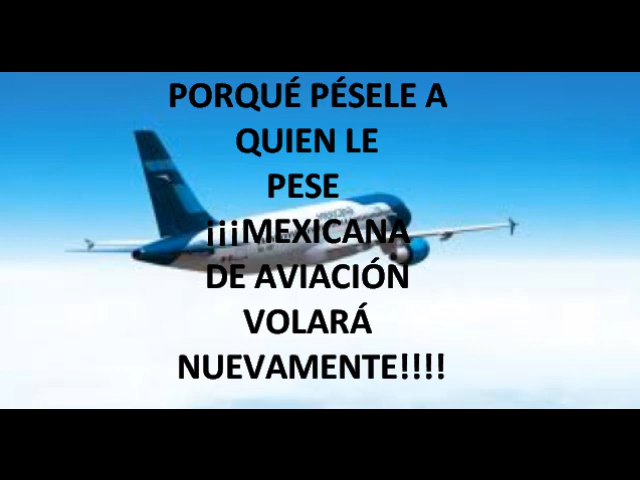 PORQUÉ PÉSELE A
QUIEN LE
PESE
¡¡¡MEXICANA
DE AVIACIÓN
VOLARÁ
NUEVAMENTE!!!!